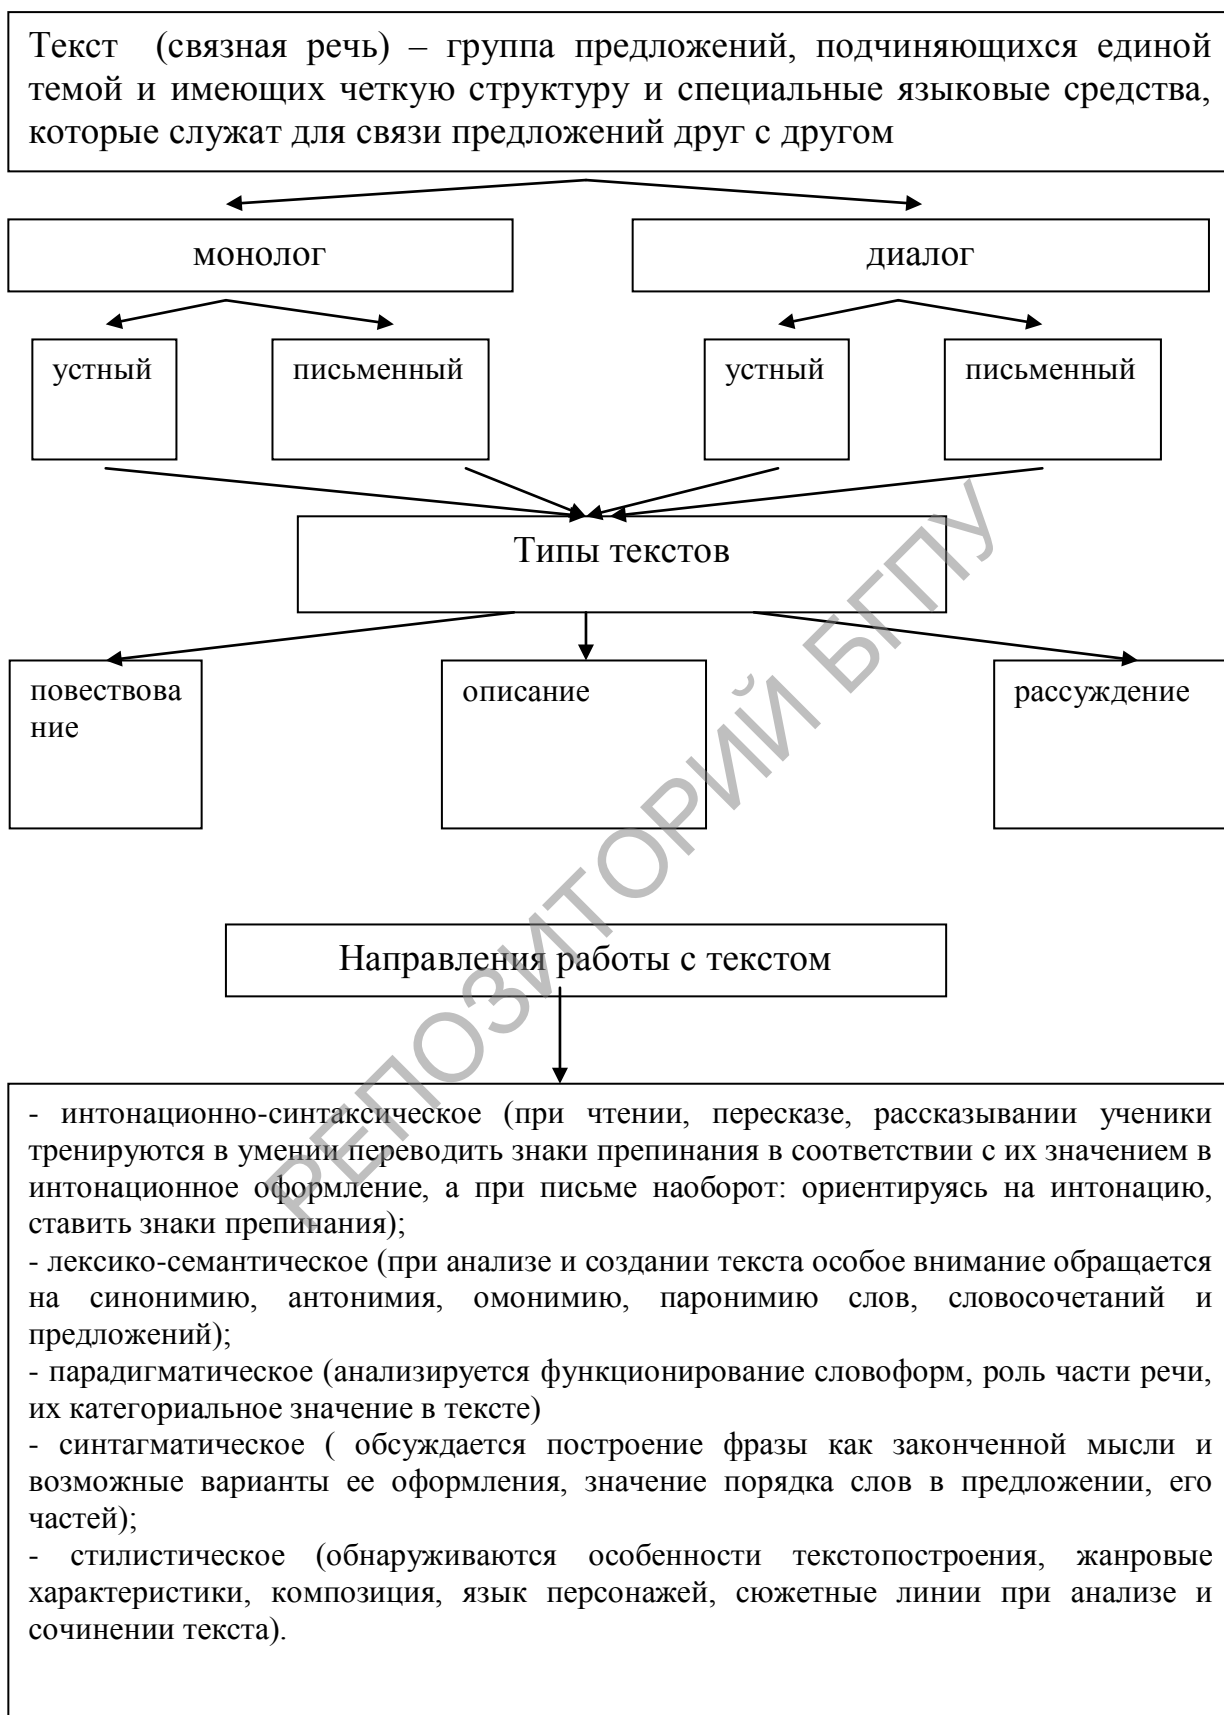 Текст (связная речь) – группа предложений, подчиняющихся единой
темой и имеющих четкую структуру и специальные языковые средства,
которые служат для связи предложений друг с другом
монолог
диалог
устный
письменный
устный
письменный
Типы текстов
повествова
ние
описание
рассуждение
РЕПОЗИТОРИЙ БГПУ
Направления работы с текстом
- интонационно-синтаксическое (при чтении, пересказе, рассказывании ученики
тренируются в умении переводить знаки препинания в соответствии с их значением в
интонационное оформление, а при письме наоборот: ориентируясь на интонацию,
ставить знаки препинания);
- лексико-семантическое (при анализе и создании текста особое внимание обращается
на синонимию, антонимия, омонимию, паронимию слов, словосочетаний и
предложений);
- парадигматическое (анализируется функционирование словоформ, роль части речи,
их категориальное значение в тексте)
- синтагматическое ( обсуждается построение фразы как законченной мысли и
возможные варианты ее оформления, значение порядка слов в предложении, его
частей);
- стилистическое (обнаруживаются особенности текстопостроения, жанровые
характеристики, композиция, язык персонажей, сюжетные линии при анализе и
сочинении текста).